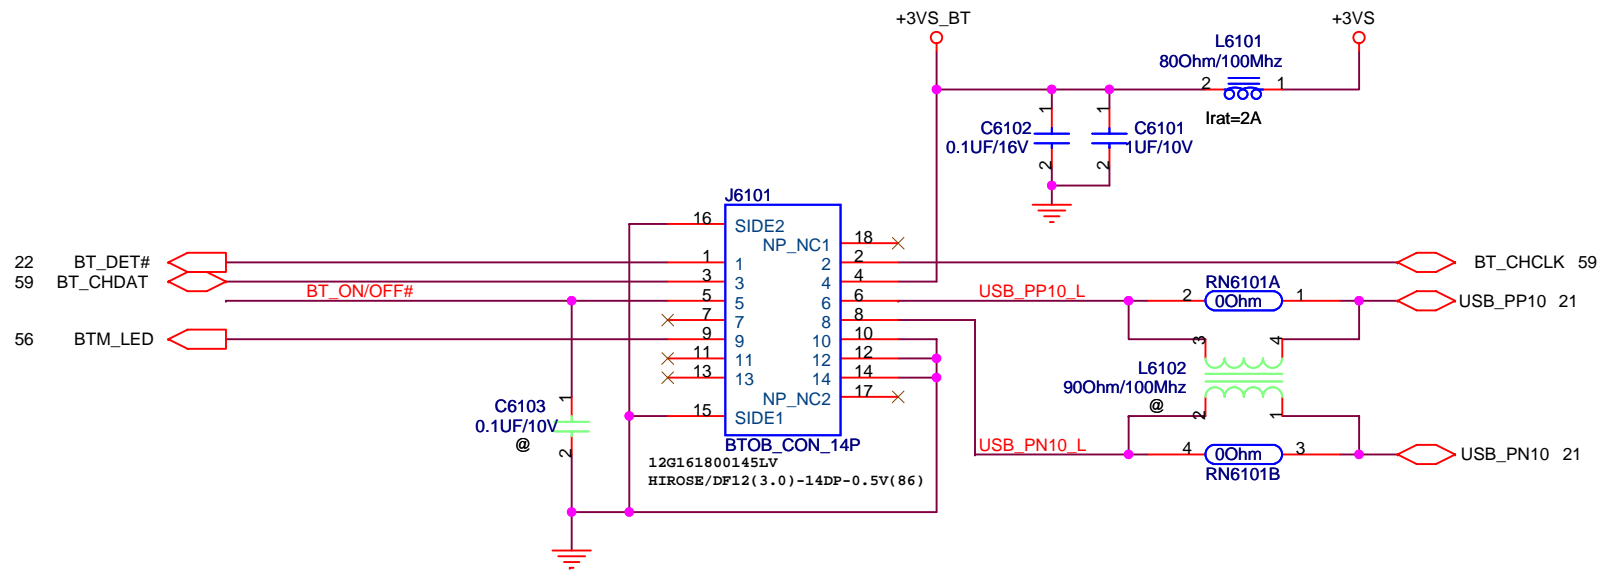 +3VS_BT
+3VS
L6101
80Ohm/100Mhz
2 1
Irat=2A
1 1
C6102 C6101
0.1UF/16V 1UF/10V
2 2
J6101
16 SIDE2
NP_NC1 18
22 BT_DET# 1 1 2 2 BT_CHCLK 59
59 BT_CHDAT 3 3 4 4
BT_ON/OFF# 5 5 6 6 USB_PP10_L 2 RN6101A 0Ohm 1 USB_PP10 21
7 7 8 8
56 BTM_LED 9 9 10 10 3 4
11 11 12 12
13 13 14 14
L6102
90Ohm/100Mhz
@
2 1
NP_NC2 17
15 SIDE1
C6103 1
0.1UF/10V
@ 2
BTOB_CON_14P
USB_PN10_L 4 0Ohm 3 USB_PN10 21
RN6101B
12G161800145LV
HIROSE/DF12(3.0)-14DP-0.5V(86)